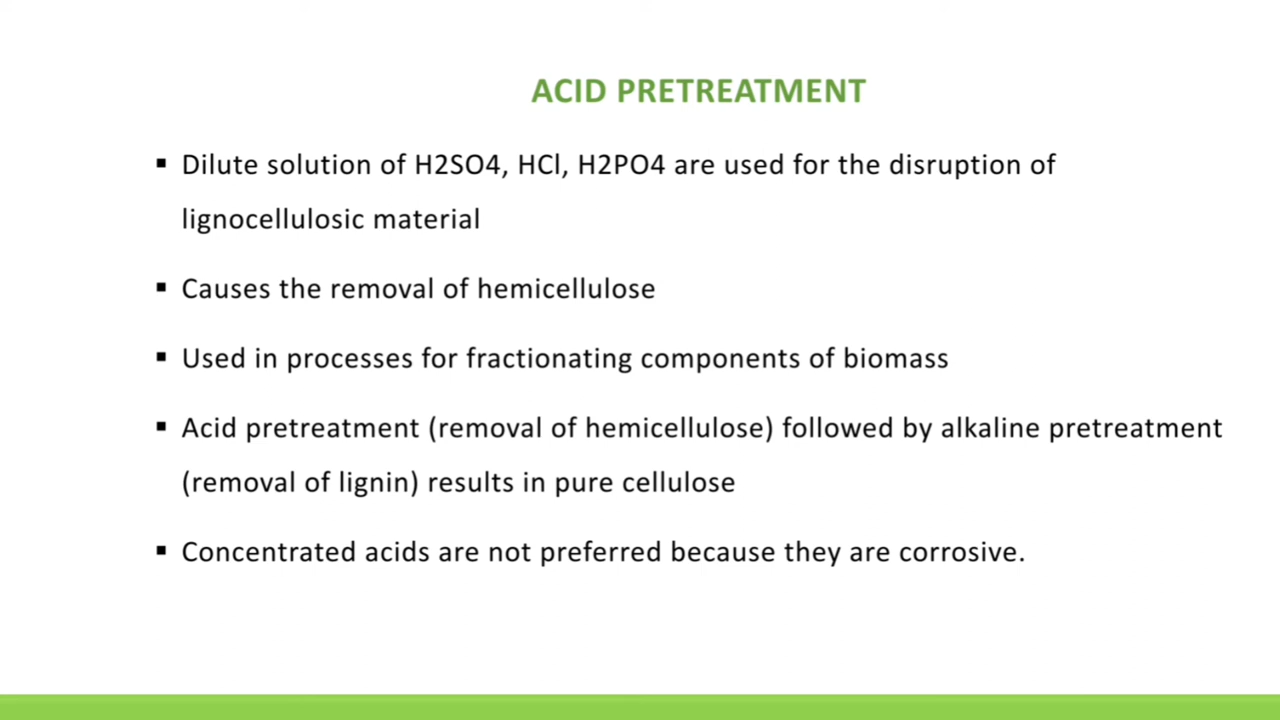 ACID PRETREATMENT
▪ Dilute solution of H2SO4, HCl, H2PO4 are used for the disruption of
lignocellulosic material
▪ Causes the removal of hemicellulose
▪ Used in processes for fractionating components of biomass
▪ Acid pretreatment (removal of hemicellulose) followed by alkaline pretreatment
(removal of lignin) results in pure cellulose
▪ Concentrated acids are not preferred because they are corrosive.